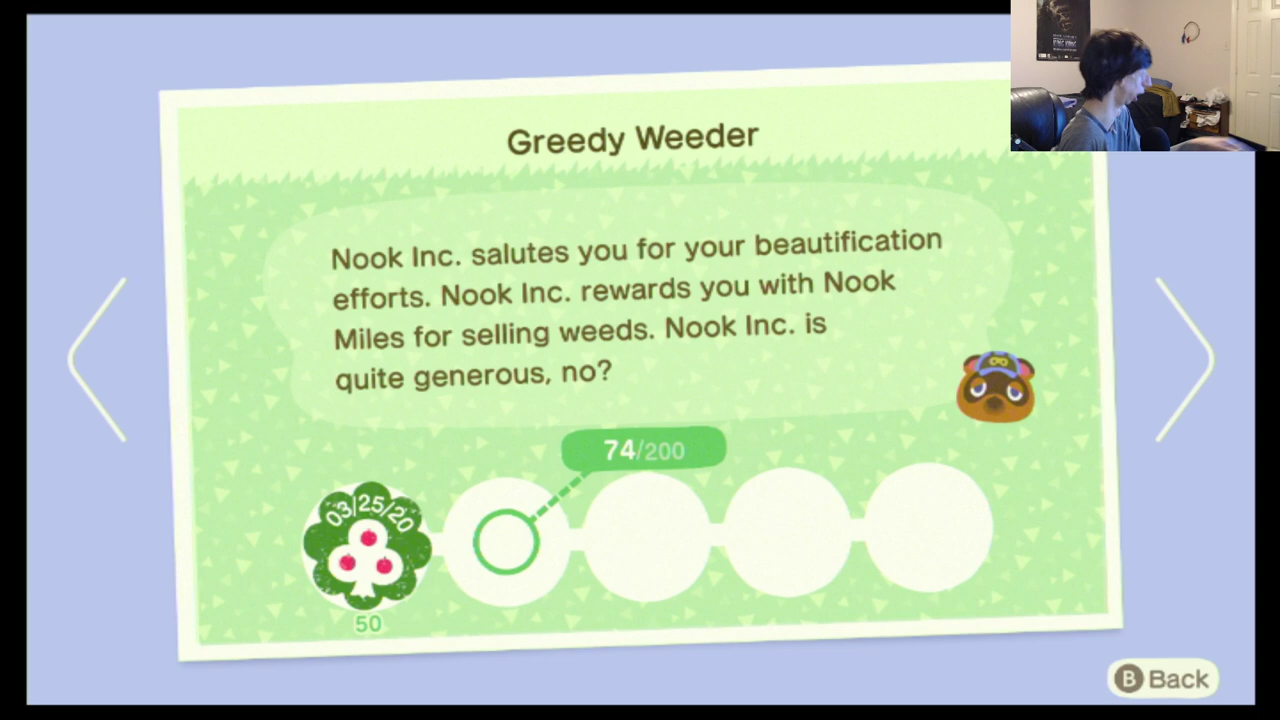 Greedy Weeder
Nook Inc. salutes you for your beautification
efforts. Nook Inc. rewards you with Nook
Miles for selling weeds. Nook Inc. is
quite generous, no?
74/200
03/25/20
50
B Back